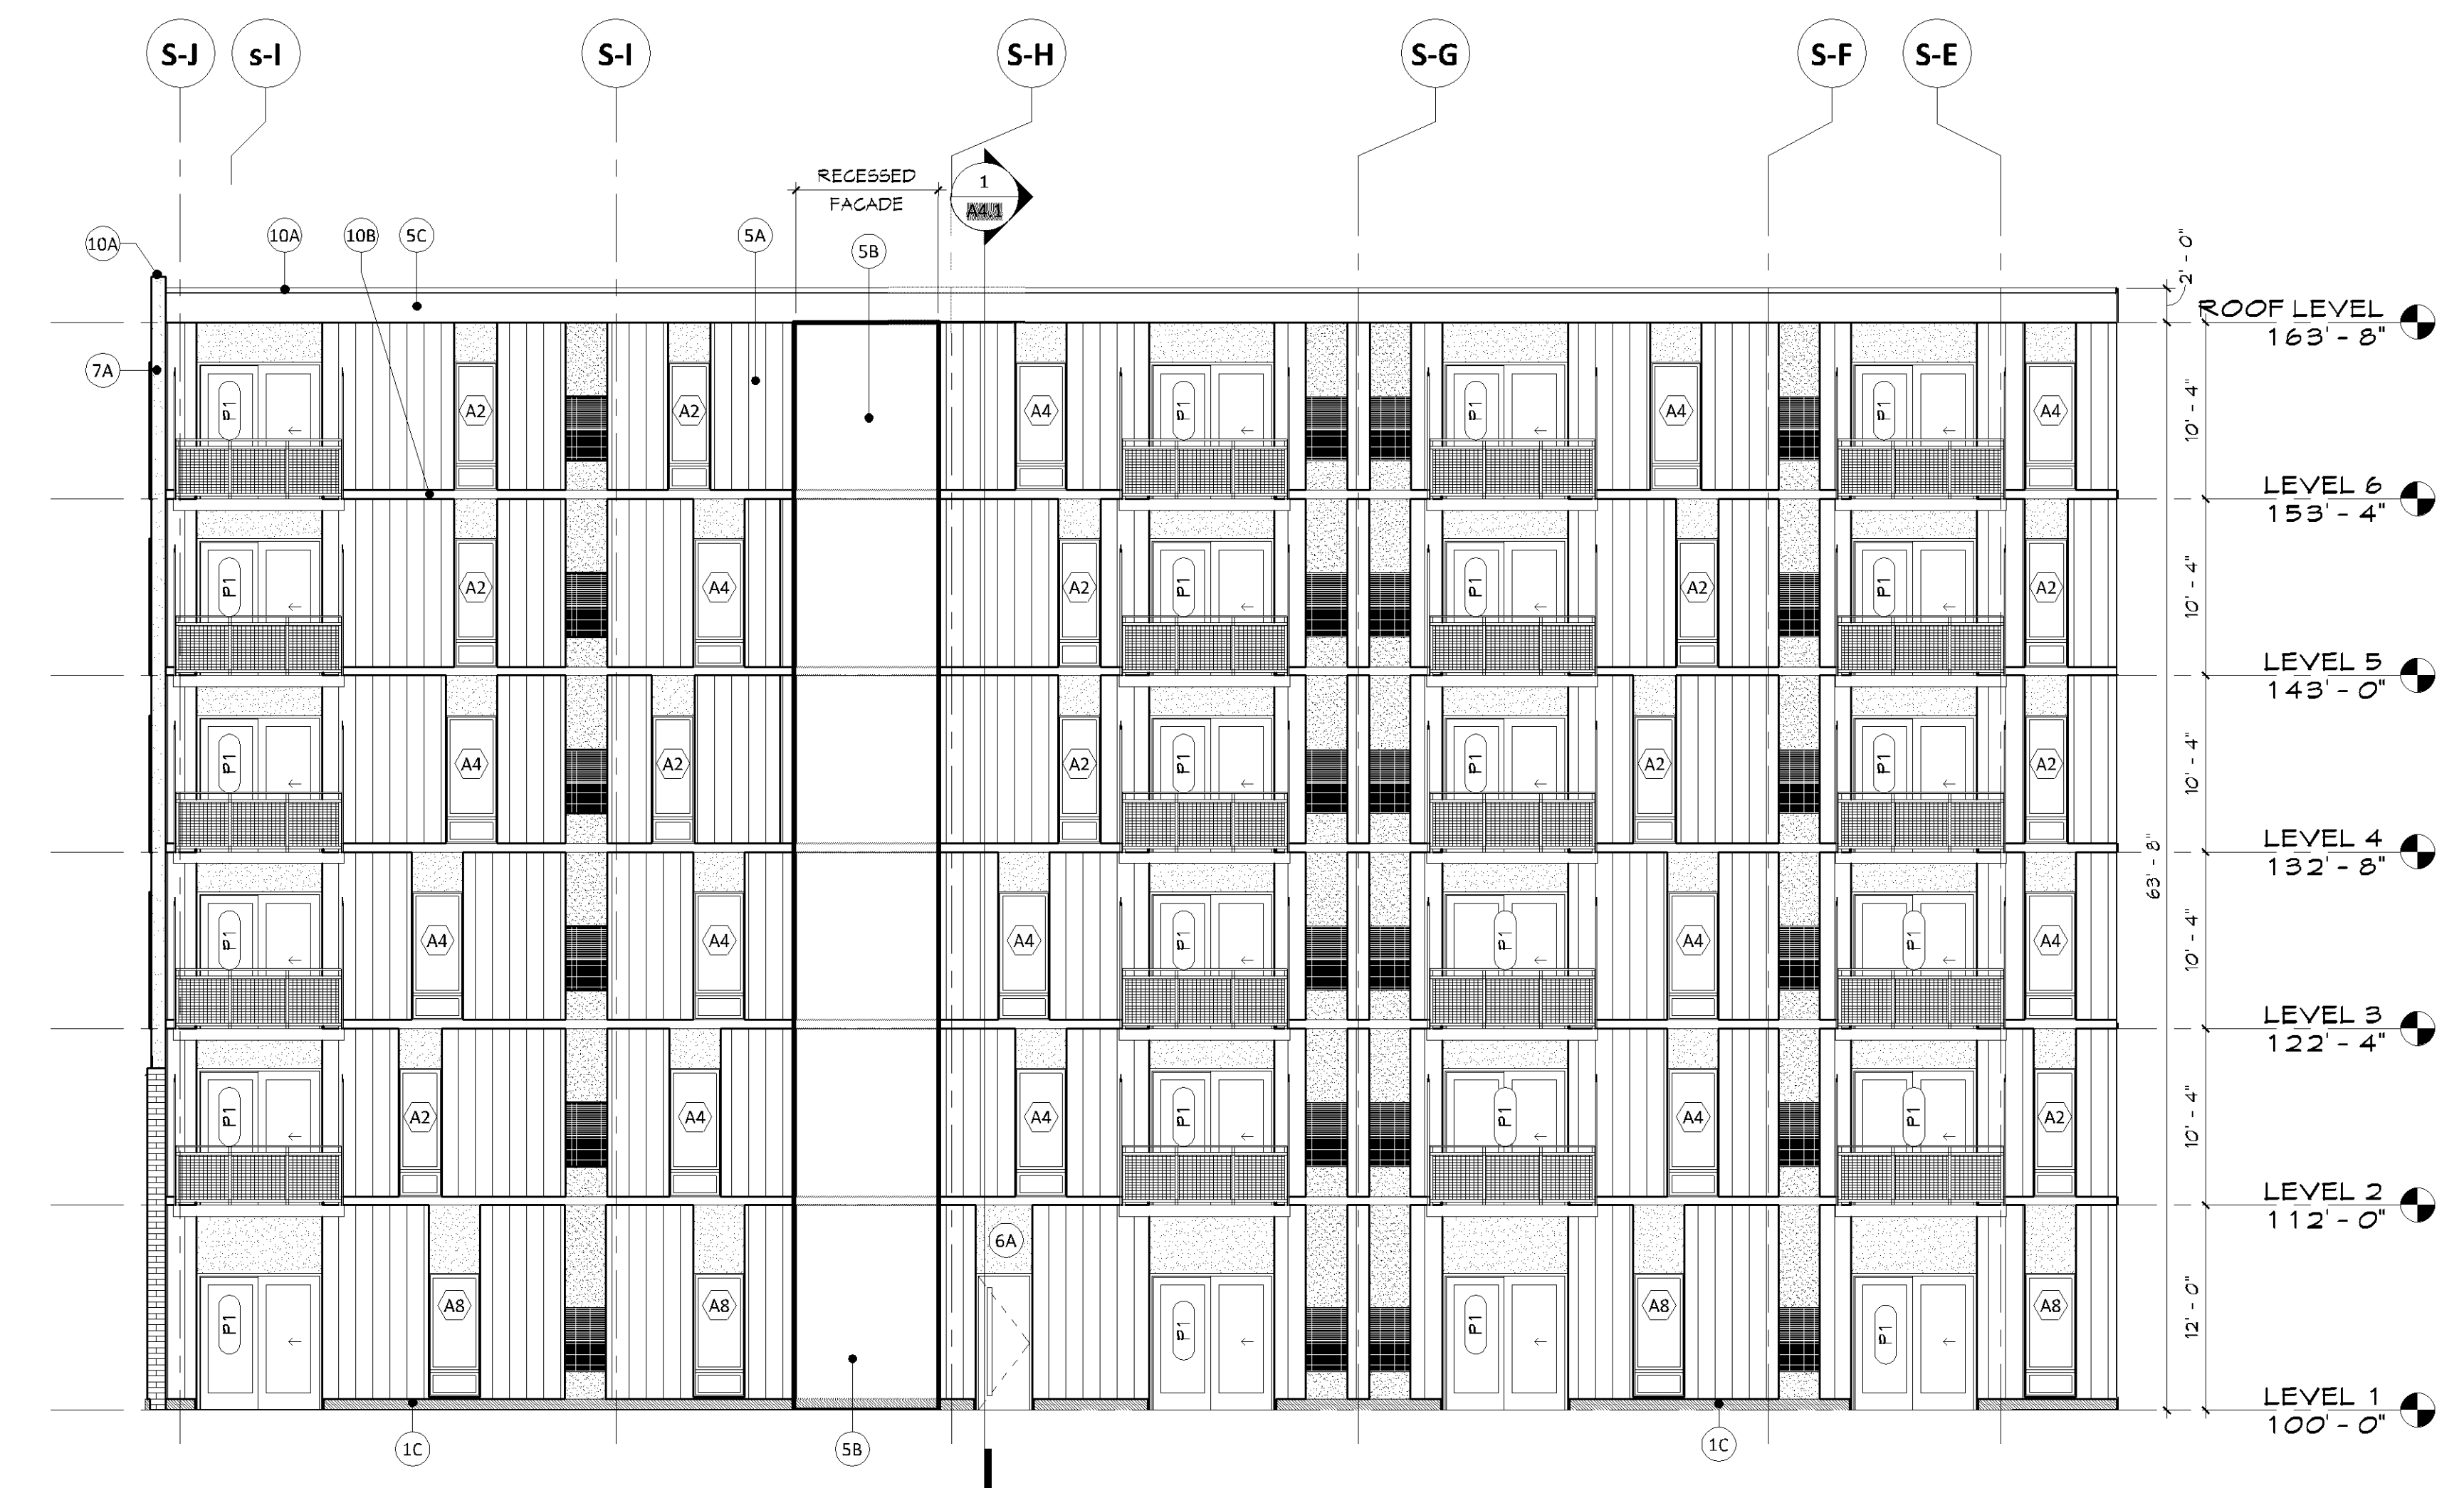 S-J
s-I
S-I
S-H
S-G
S-F
S-E
RECESSED
FACADE
1
A4.1
10A
10A
10B
5C
5A
5B
2' - 0"
ROOF LEVEL
163' - 8"
7A
P1
A2
A2
A4
P1
P1
A4
P1
A4
10' - 4"
LEVEL 6
153' - 4"
P1
A2
A4
A2
P1
P1
A2
P1
A2
10' - 4"
LEVEL 5
143' - 0"
P1
A4
A2
A2
P1
P1
A2
P1
A2
10' - 4"
63' - 8"
LEVEL 4
132' - 8"
P1
A4
A4
A4
P1
P1
A4
P1
A4
10' - 4"
LEVEL 3
122' - 4"
P1
A2
A4
A4
P1
P1
A4
P1
A2
10' - 4"
LEVEL 2
112' - 0"
6A
P1
A8
A8
P1
P1
A8
P1
A8
12' - 0"
LEVEL 1
100' - 0"
1C
5B
1C